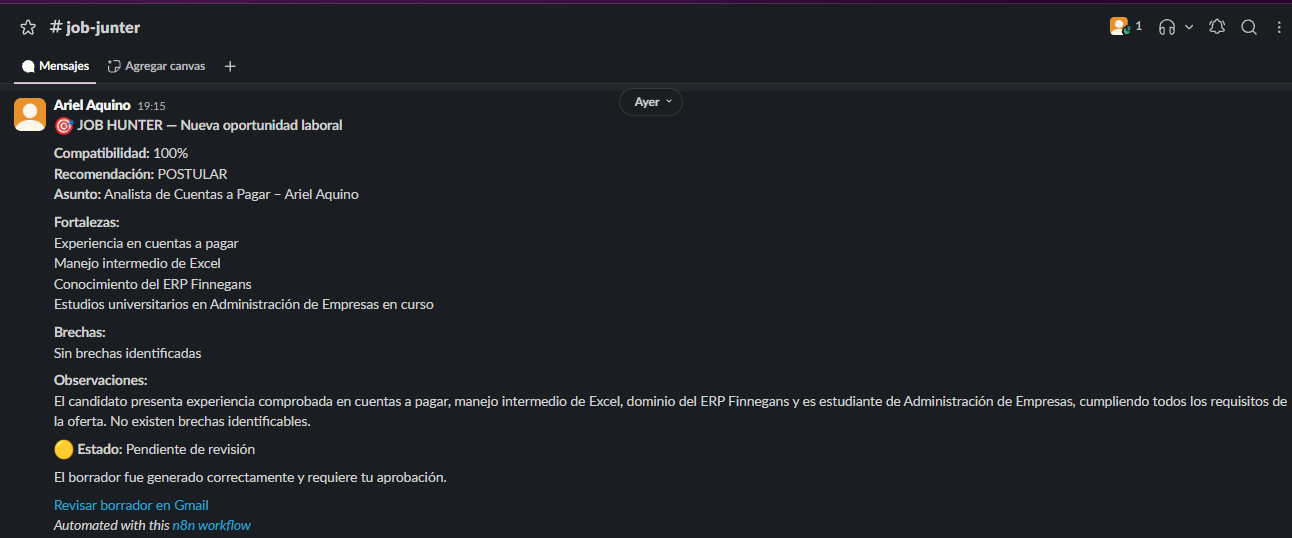 # job-junter
1
Mensajes
Agregar canvas
Ayer
Ariel Aquino 19:15
JOB HUNTER — Nueva oportunidad laboral
Compatibilidad: 100%
Recomendación: POSTULAR
Asunto: Analista de Cuentas a Pagar – Ariel Aquino
Fortalezas:
Experiencia en cuentas a pagar
Manejo intermedio de Excel
Conocimiento del ERP Finnegans
Estudios universitarios en Administración de Empresas en curso
Brechas:
Sin brechas identificadas
Observaciones:
El candidato presenta experiencia comprobada en cuentas a pagar, manejo intermedio de Excel, dominio del ERP Finnegans y es estudiante de Administración de Empresas, cumpliendo todos los requisitos de
la oferta. No existen brechas identificables.
Estado: Pendiente de revisión
El borrador fue generado correctamente y requiere tu aprobación.
Revisar borrador en Gmail
Automated with this n8n workflow